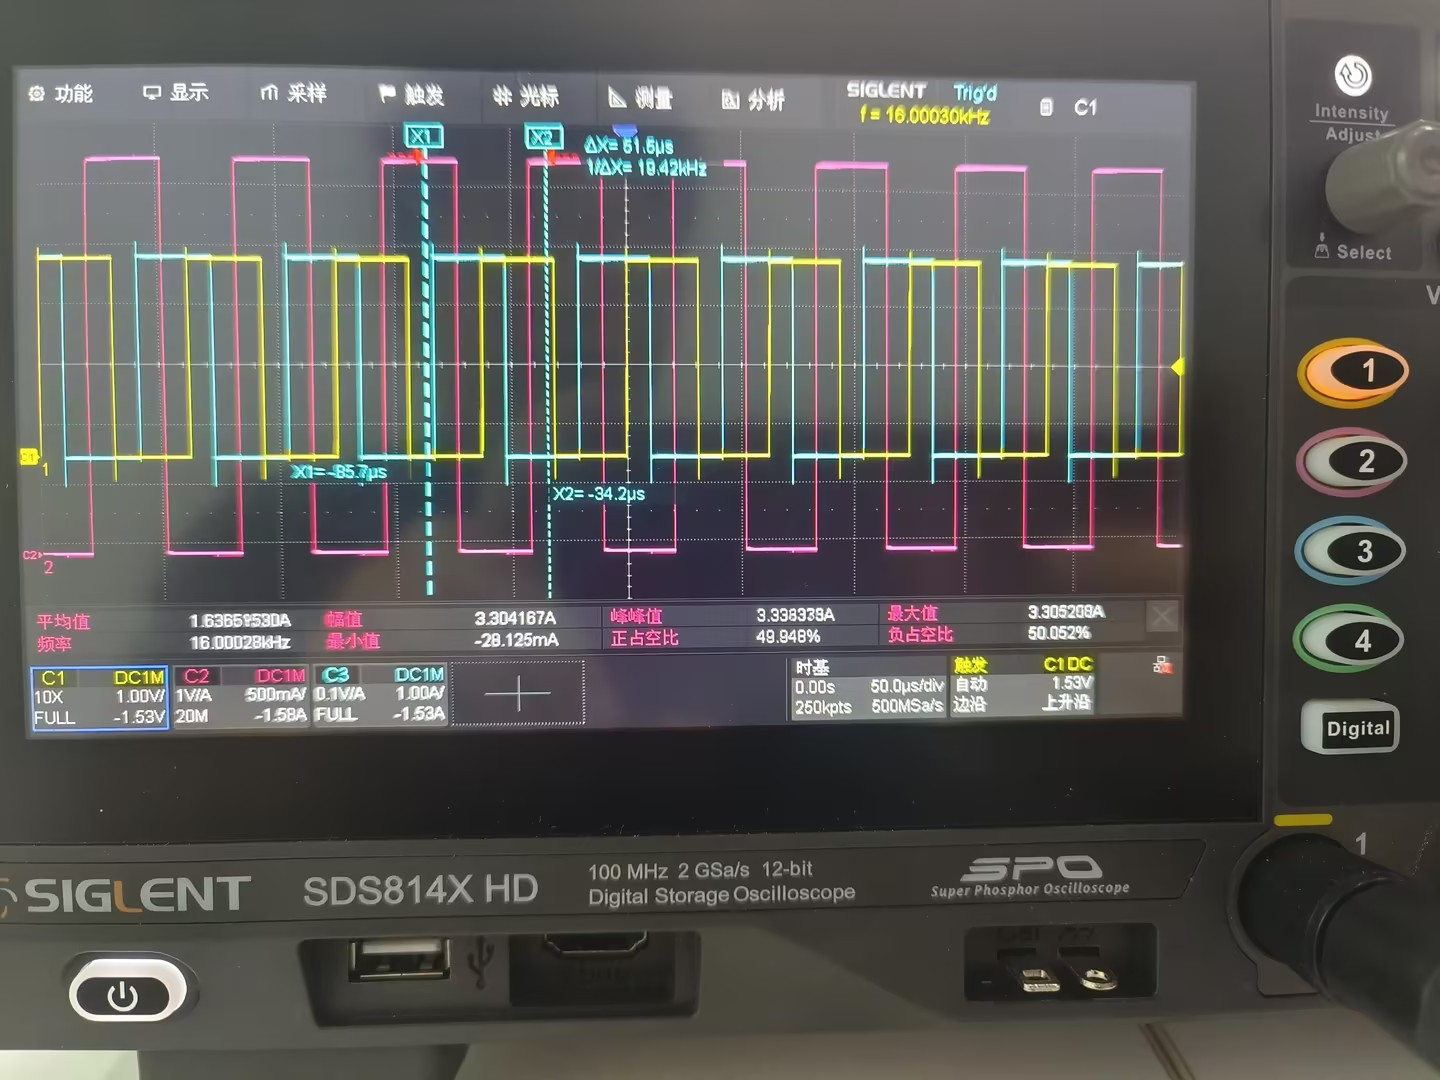 功能 显示 采样 触发 光标 测量 分析 SIGLENT Trig'd C1
f = 16.00030kHz
X1 X2
ΔX= 51.5μs
1/ΔX= 19.42kHz
X1= -85.7μs
X2= -34.2μs
1
C2
2
平均值 1.63659530A 幅值 3.304167A 峰峰值 3.338339A 最大值 3.305208A
频率 16.00028kHz 最小值 -28.125mA 正占空比 49.948% 负占空比 50.052%
C1 DC1M C2 DC1M C3 DC1M 时基 触发 C1 DC
10X 1.00V/ 1V/A 500mA/ 0.1V/A 1.00A/ 0.00s 50.0μs/div 自动 1.53V
FULL -1.53V 20M -1.58A FULL -1.53A 250kpts 500MSa/s 边沿 上升沿
Intensity
Adjust
Select
V
1
2
3
4
Digital
1
SIGLENT SDS814X HD
100 MHz 2 GSa/s 12-bit
Digital Storage Oscilloscope
SPO
Super Phosphor Oscilloscope